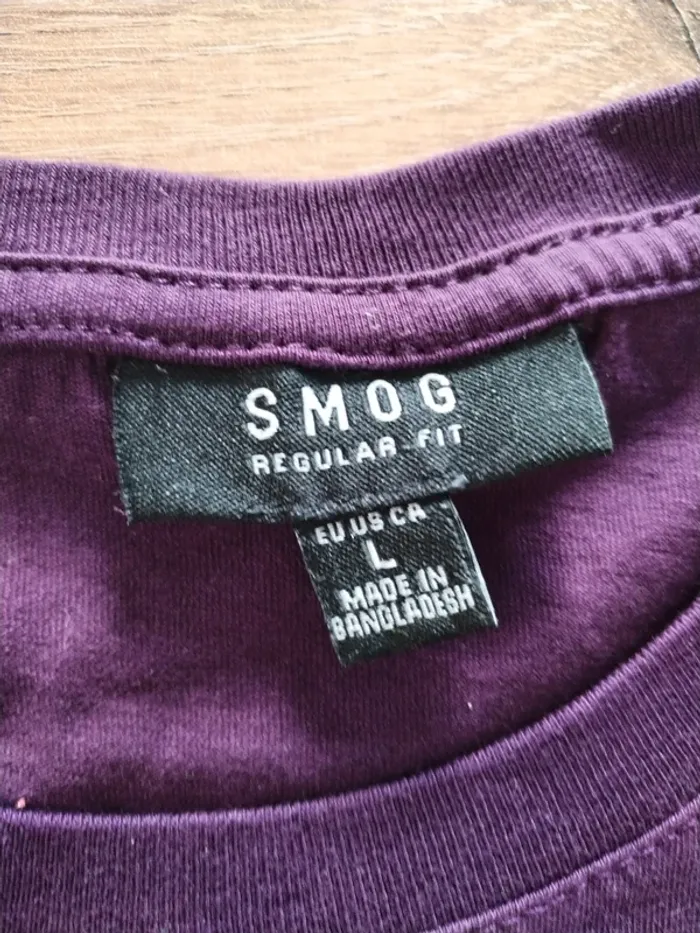 SMOG
REGULAR FIT
EU US CA
L
MADE IN
BANGLADESH